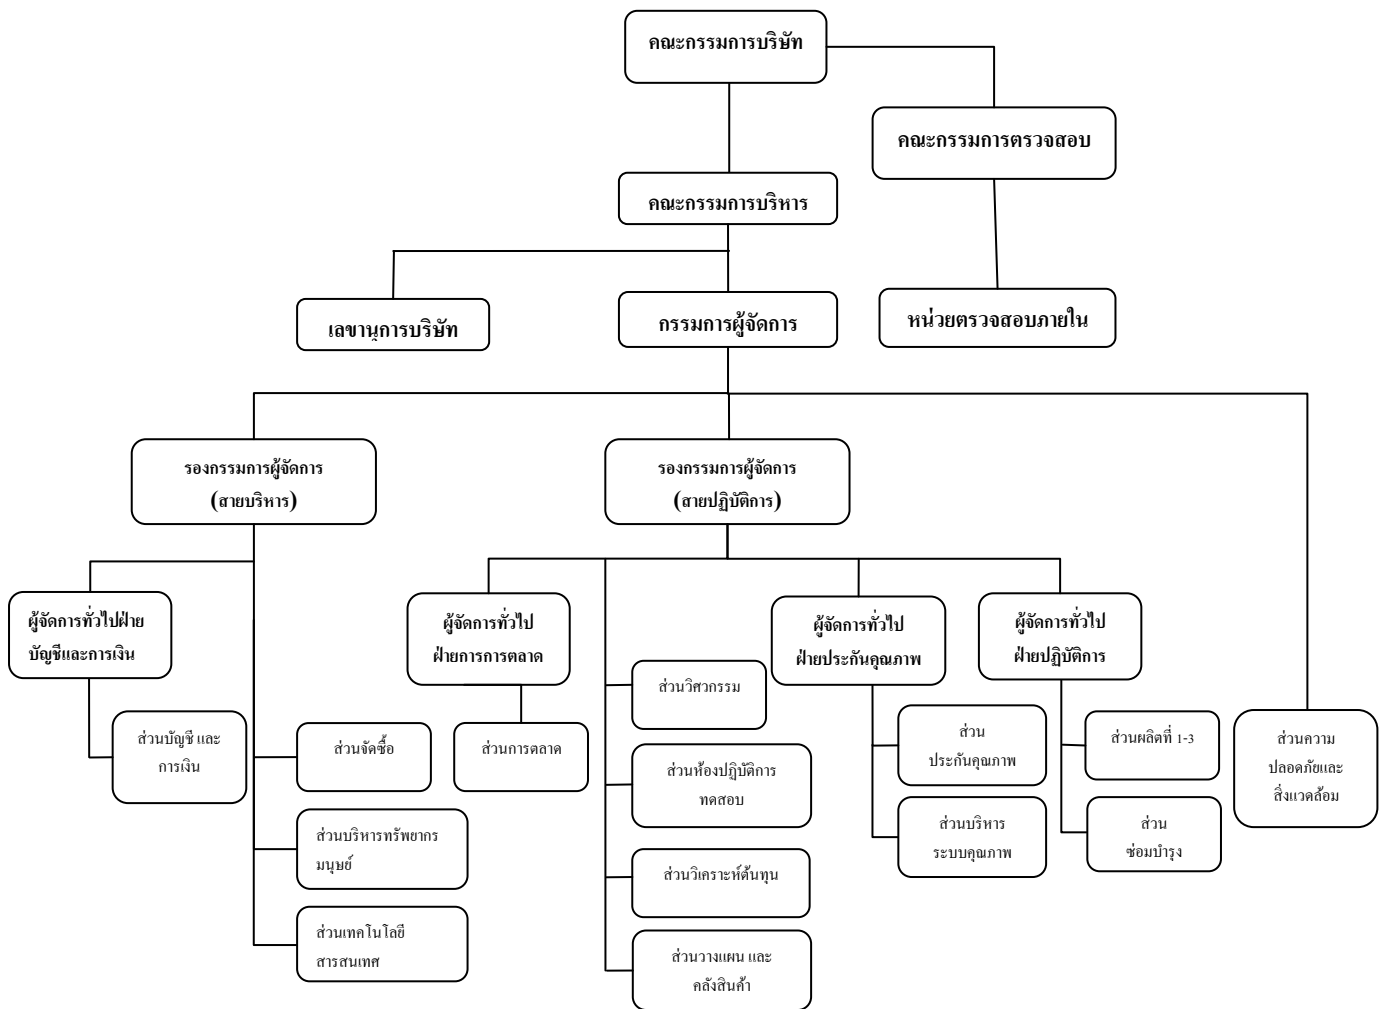 คณะกรรมการบริษัท
คณะกรรมการตรวจสอบ
คณะกรรมการบริหาร
เลขานุการบริษัท
กรรมการผู้จัดการ
หน่วยตรวจสอบภายใน
รองกรรมการผู้จัดการ
(สายบริหาร)
รองกรรมการผู้จัดการ
(สายปฏิบัติการ)
ผู้จัดการทั่วไปฝ่าย
บัญชีและการเงิน
ผู้จัดการทั่วไป
ฝ่ายการการตลาด
ผู้จัดการทั่วไป
ฝ่ายประกันคุณภาพ
ผู้จัดการทั่วไป
ฝ่ายปฏิบัติการ
ส่วนบัญชี และ
การเงิน
ส่วนจัดซื้อ
ส่วนบริหารทรัพยากร
มนุษย์
ส่วนเทคโนโลยี
สารสนเทศ
ส่วนการตลาด
ส่วนวิศวกรรม
ส่วนห้องปฏิบัติการ
ทดสอบ
ส่วนวิเคราะห์ต้นทุน
ส่วนวางแผน และ
คลังสินค้า
ส่วน
ประกันคุณภาพ
ส่วนบริหาร
ระบบคุณภาพ
ส่วนผลิตที่ 1-3
ส่วน
ซ่อมบำรุง
ส่วนความ
ปลอดภัยและ
สิ่งแวดล้อม